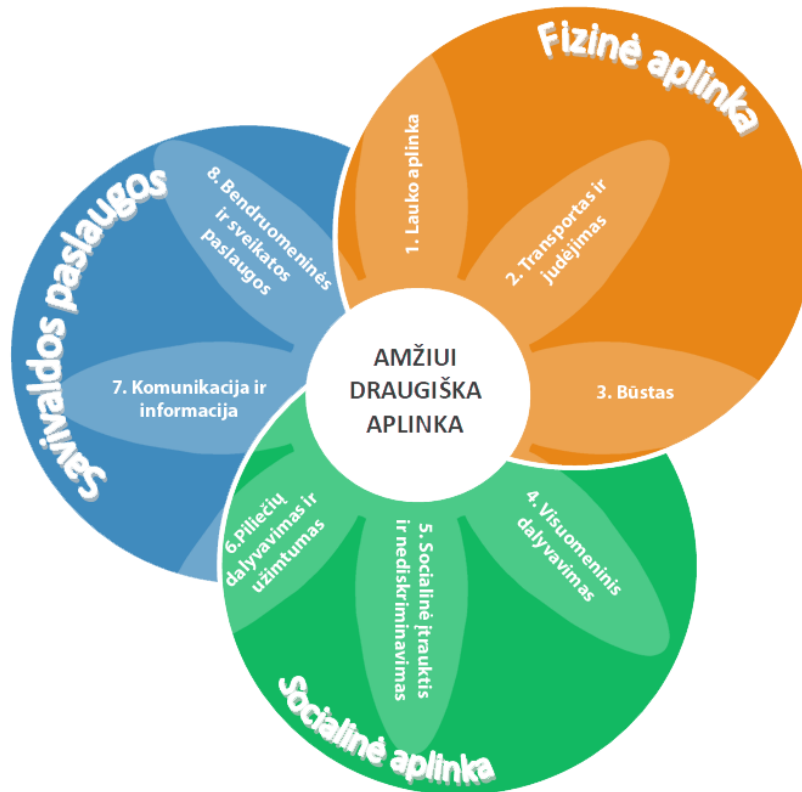 Fizinė aplinka
1. Lauko aplinka
2. Transportas ir
judėjimas
3. Būstas
AMŽIUI
DRAUGIŠKA
APLINKA
4. Visuomeninis
dalyvavimas
5. Socialinė įtrauktis
ir nediskriminavimas
6.Piliečių
dalyvavimas ir
užimtumas
Socialinė aplinka
7. Komunikacija ir
informacija
8. Bendruomeninės
ir sveikatos
paslaugos
Savivaldos paslaugos